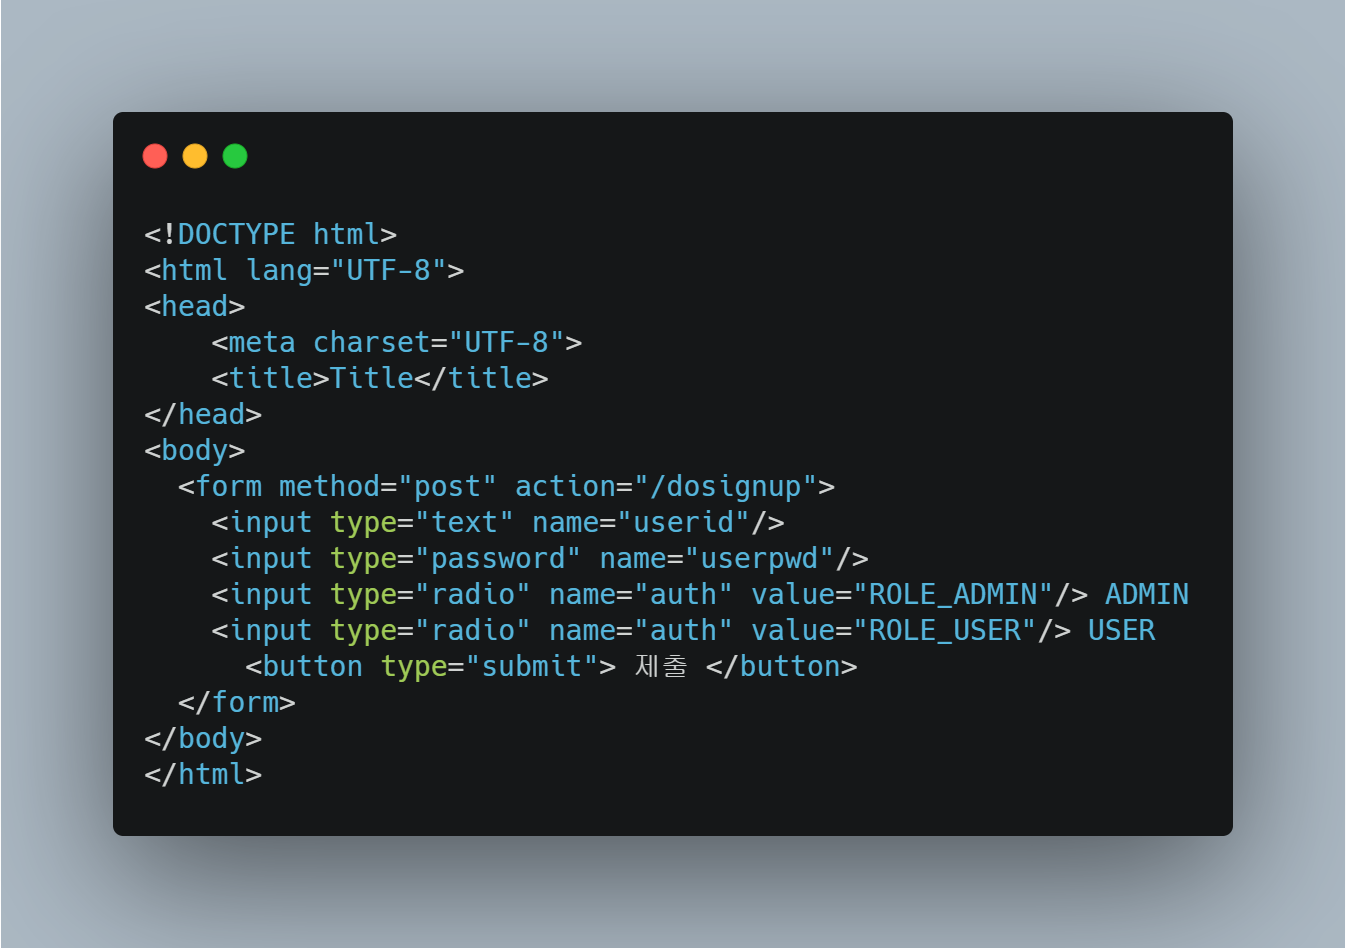 <!DOCTYPE html>
<html lang="UTF-8">
<head>
    <meta charset="UTF-8">
    <title>Title</title>
</head>
<body>
  <form method="post" action="/dosignup">
    <input type="text" name="userid"/>
    <input type="password" name="userpwd"/>
    <input type="radio" name="auth" value="ROLE_ADMIN"/> ADMIN
    <input type="radio" name="auth" value="ROLE_USER"/> USER
      <button type="submit"> 제출 </button>
  </form>
</body>
</html>